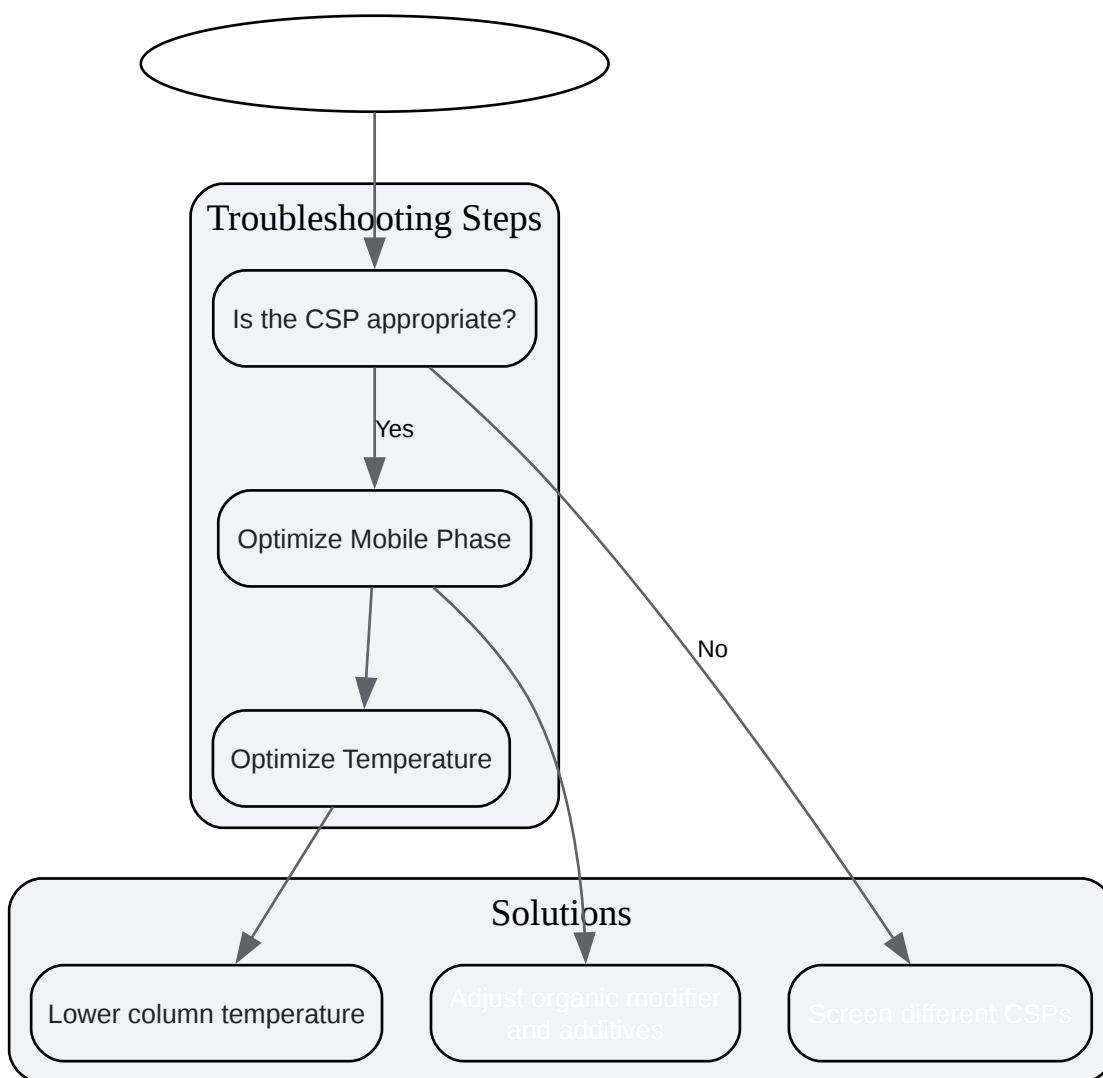 Troubleshooting Steps
Is the CSP appropriate?
Yes
Optimize Mobile Phase
No
Optimize Temperature
Solutions
Lower column temperature
Adjust organic modifier
and additives
Screen different CSPs